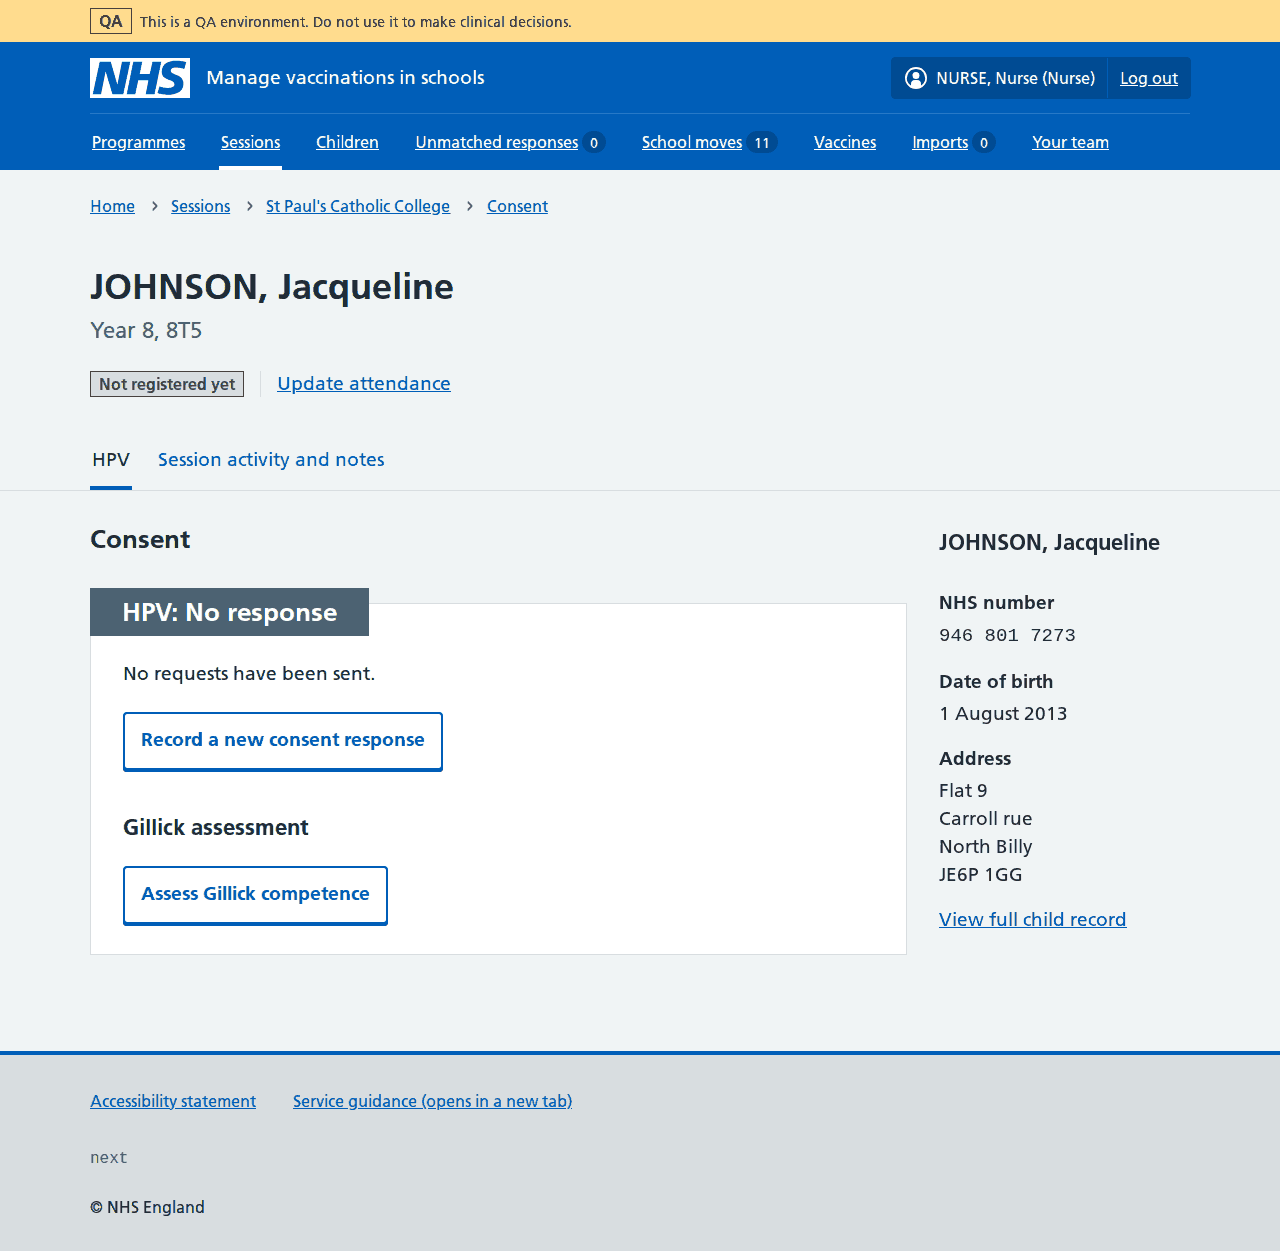 QA This is a QA environment. Do not use it to make clinical decisions.
NHS Manage vaccinations in schools NURSE, Nurse (Nurse) Log out
Programmes Sessions Children Unmatched responses 0 School moves 11 Vaccines Imports 0 Your team
Home Sessions St Paul's Catholic College Consent
JOHNSON, Jacqueline
Year 8, 8T5
Not registered yet Update attendance
HPV Session activity and notes
Consent
HPV: No response
No requests have been sent.
Record a new consent response
Gillick assessment
Assess Gillick competence
JOHNSON, Jacqueline
NHS number
946 801 7273
Date of birth
1 August 2013
Address
Flat 9
Carroll rue
North Billy
JE6P 1GG
View full child record
Accessibility statement Service guidance (opens in a new tab)
next
© NHS England